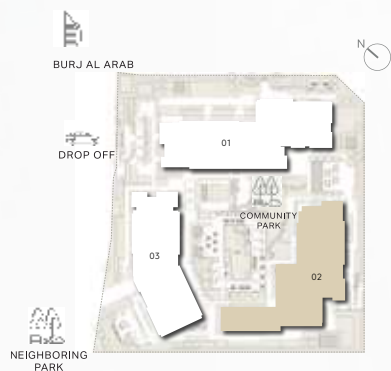 N
BURJ AL ARAB
01
DROP OFF
COMMUNITY
PARK
03
02
NEIGHBORING
PARK